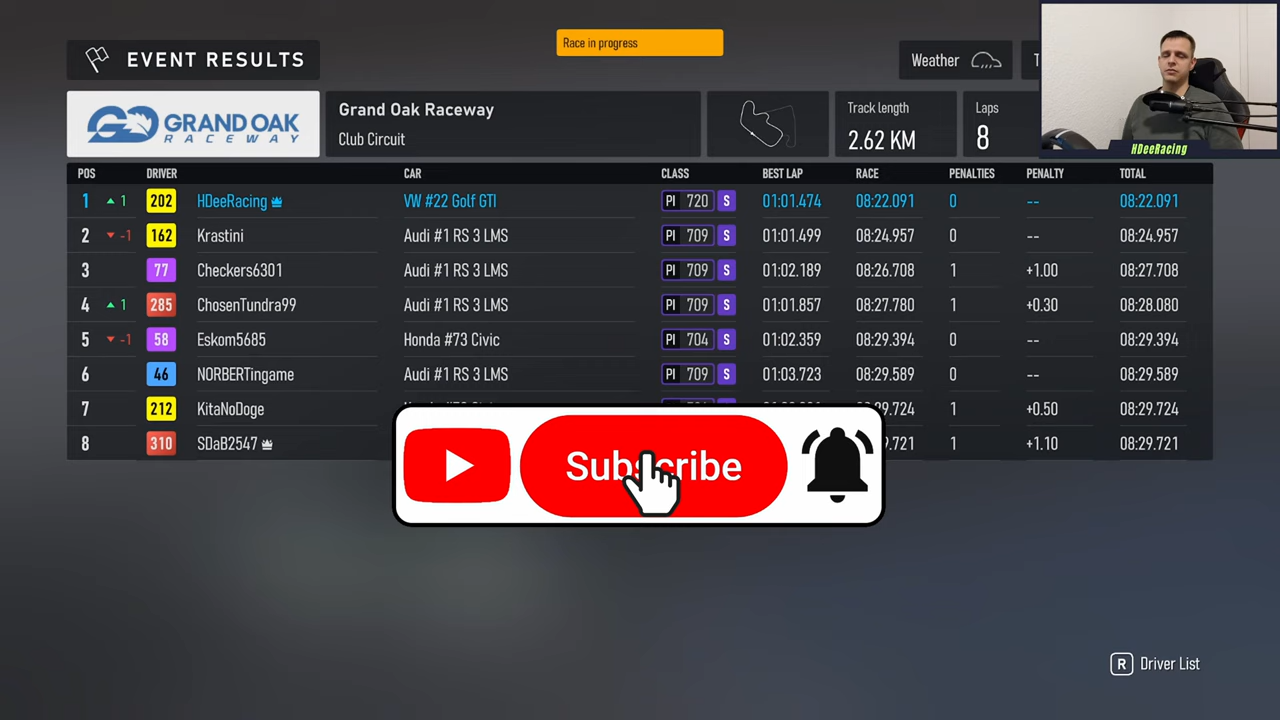 Race in progress
EVENT RESULTS
Weather
GRAND OAK
RACEWAY
Grand Oak Raceway
Club Circuit
Track length
2.62 KM
Laps
8
HDeeRacing
POS DRIVER CAR CLASS BEST LAP RACE PENALTIES PENALTY TOTAL
1 1 202 HDeeRacing VW #22 Golf GTI PI 720 S 01:01.474 08:22.091 0 -- 08:22.091
2 -1 162 Krastini Audi #1 RS 3 LMS PI 709 S 01:01.499 08:24.957 0 -- 08:24.957
3 77 Checkers6301 Audi #1 RS 3 LMS PI 709 S 01:02.189 08:26.708 1 +1.00 08:27.708
4 1 285 ChosenTundra99 Audi #1 RS 3 LMS PI 709 S 01:01.857 08:27.780 1 +0.30 08:28.080
5 -1 58 Eskom5685 Honda #73 Civic PI 704 S 01:02.359 08:29.394 0 -- 08:29.394
6 46 NORBERTingame Audi #1 RS 3 LMS PI 709 S 01:03.723 08:29.589 0 -- 08:29.589
7 212 KitaNoDoge 1 +0.50 08:29.724
8 310 SDaB2547 1 +1.10 08:29.721
Subscribe
R Driver List